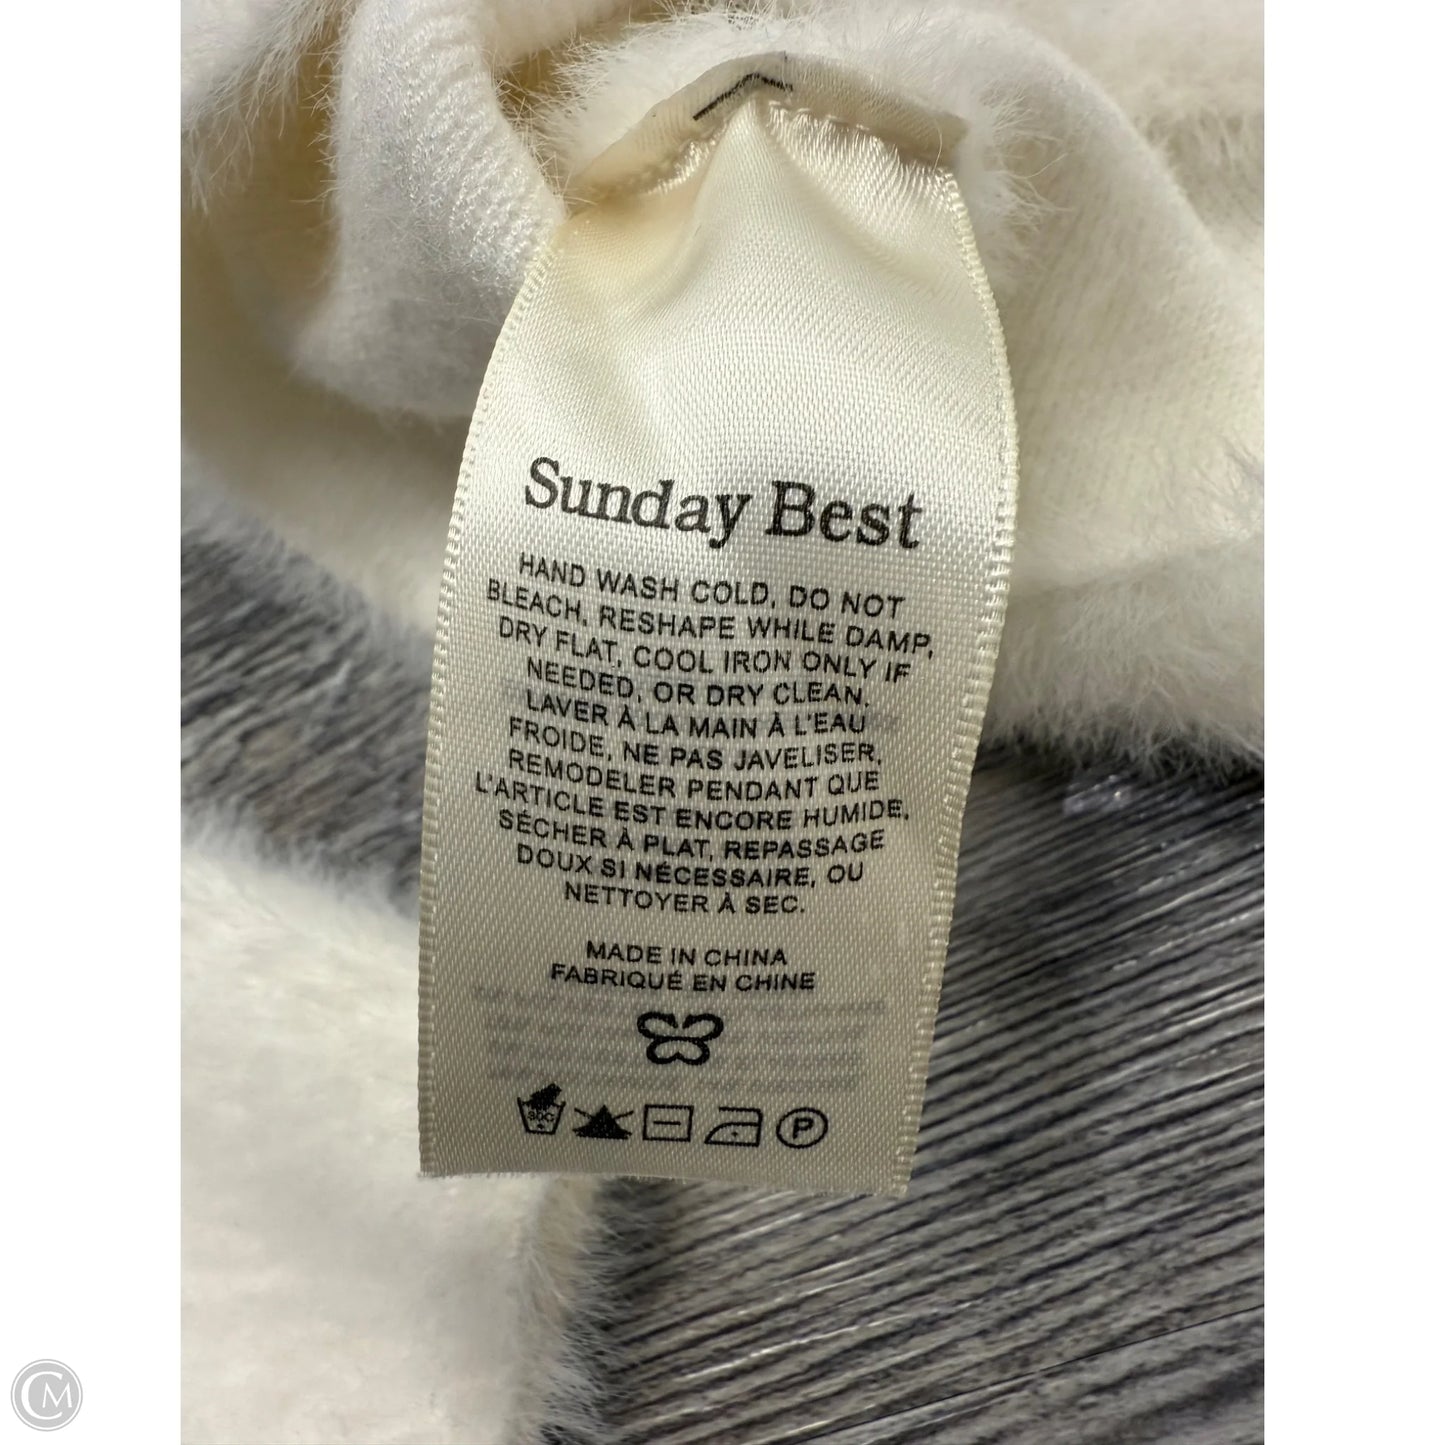 Sunday Best
HAND WASH COLD, DO NOT
BLEACH, RESHAPE WHILE DAMP,
DRY FLAT, COOL IRON ONLY IF
NEEDED, OR DRY CLEAN.
LAVER À LA MAIN À L'EAU
FROIDE, NE PAS JAVELISER,
REMODELER PENDANT QUE
L'ARTICLE EST ENCORE HUMIDE,
SÉCHER À PLAT, REPASSAGE
DOUX SI NÉCESSAIRE, OU
NETTOYER À SEC.
MADE IN CHINA
FABRIQUÉ EN CHINE
30C
P
CM